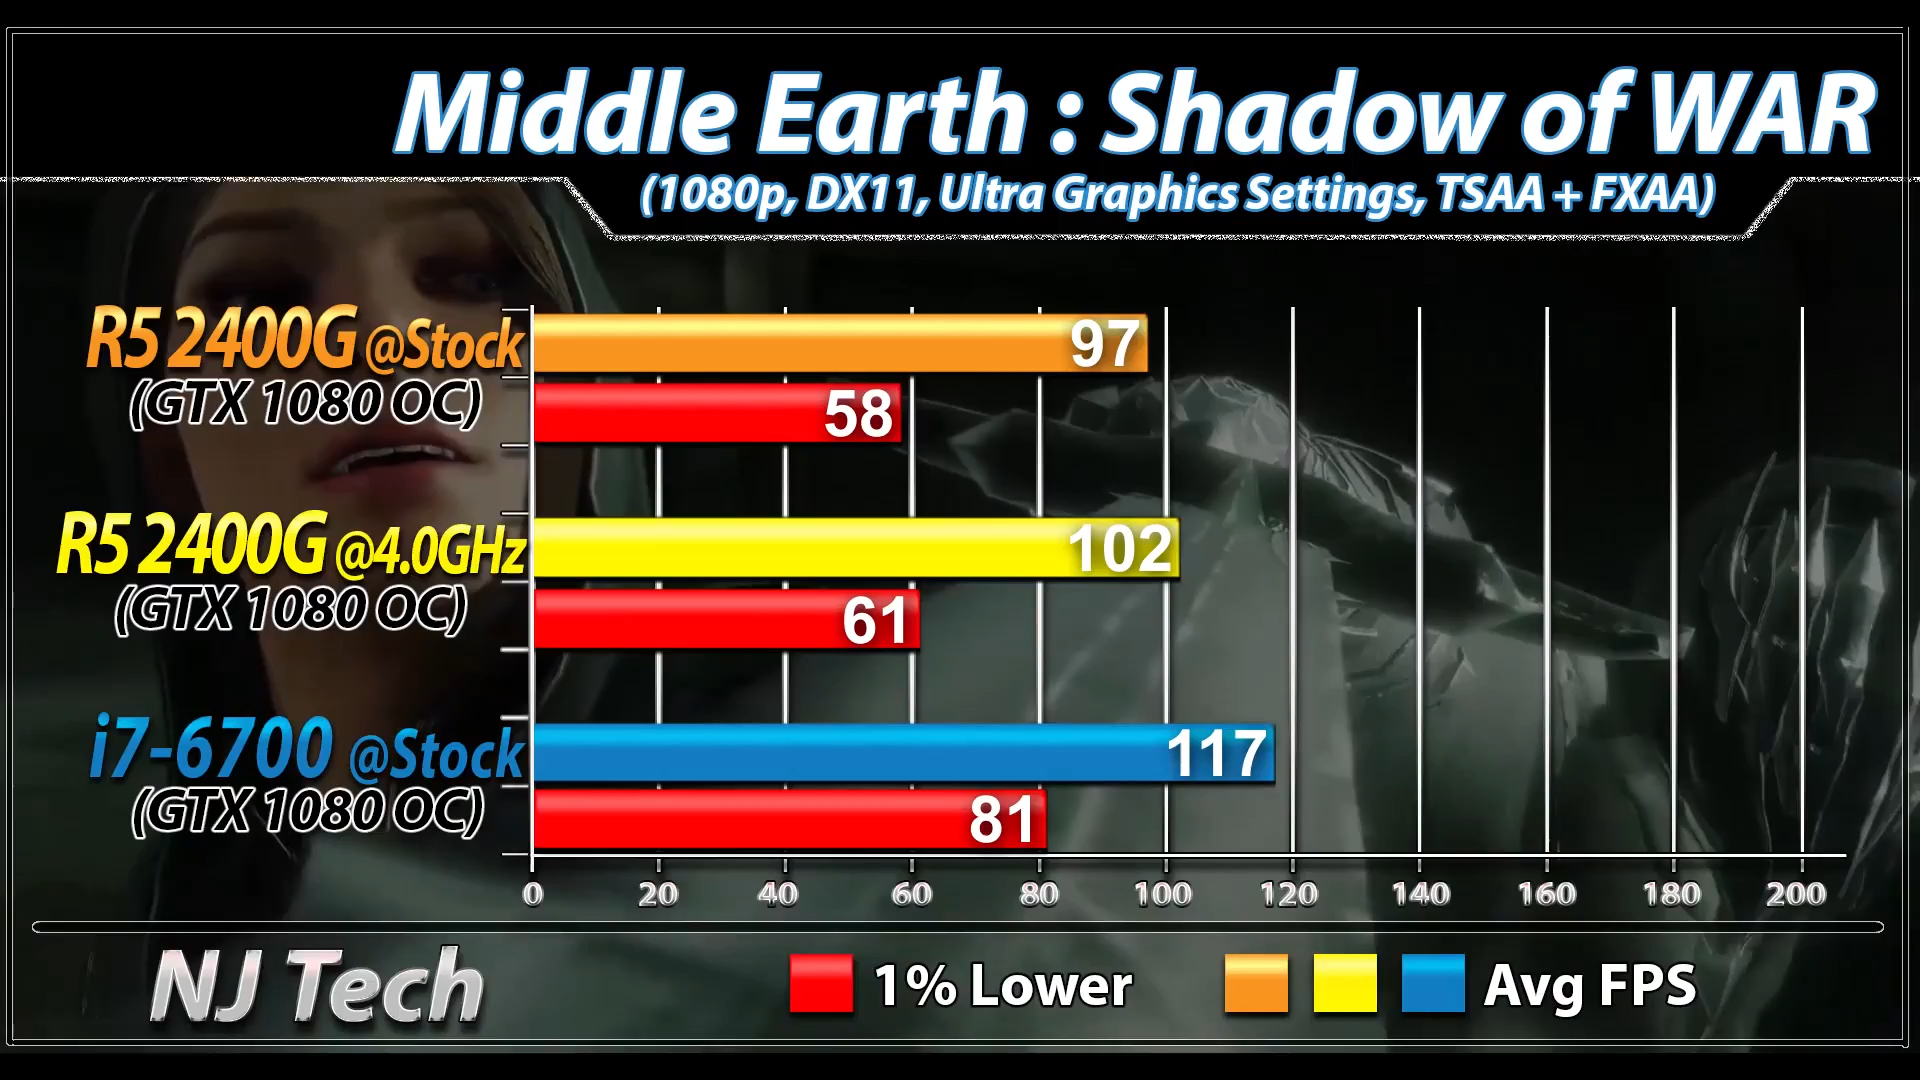 Middle Earth : Shadow of WAR
(1080p, DX11, Ultra Graphics Settings, TSAA + FXAA)
R5 2400G @Stock
(GTX 1080 OC)
97
58
R5 2400G @4.0GHz
(GTX 1080 OC)
102
61
i7-6700 @Stock
(GTX 1080 OC)
117
81
0 20 40 60 80 100 120 140 160 180 200
NJ Tech
1% Lower
Avg FPS